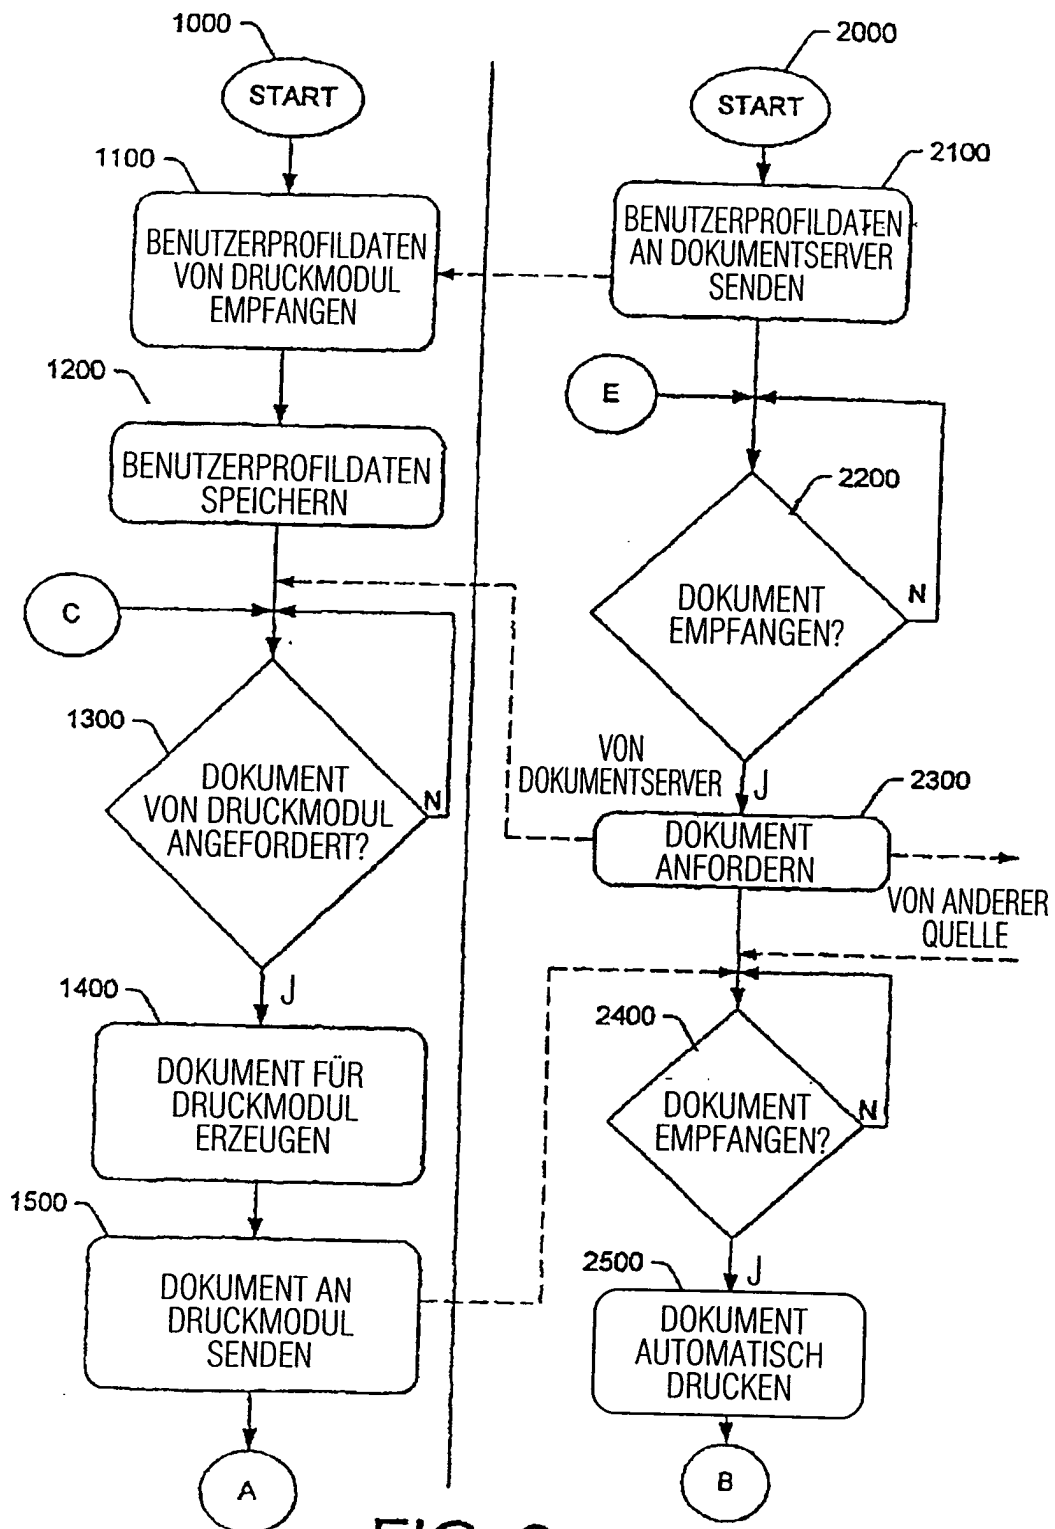 1000
START
1100
BENUTZERPROFILDATEN
VON DRUCKMODUL
EMPFANGEN
1200
BENUTZERPROFILDATEN
SPEICHERN
C
1300
DOKUMENT
VON DRUCKMODUL
ANGEFORDERT?
N
J
1400
DOKUMENT FÜR
DRUCKMODUL
ERZEUGEN
1500
DOKUMENT AN
DRUCKMODUL
SENDEN
A
2000
START
2100
BENUTZERPROFILDATEN
AN DOKUMENTSERVER
SENDEN
E
2200
DOKUMENT
EMPFANGEN?
N
VON
DOKUMENTSERVER
J
2300
DOKUMENT
ANFORDERN
VON ANDERER
QUELLE
2400
DOKUMENT
EMPFANGEN?
N
J
2500
DOKUMENT
AUTOMATISCH
DRUCKEN
B
FIG.